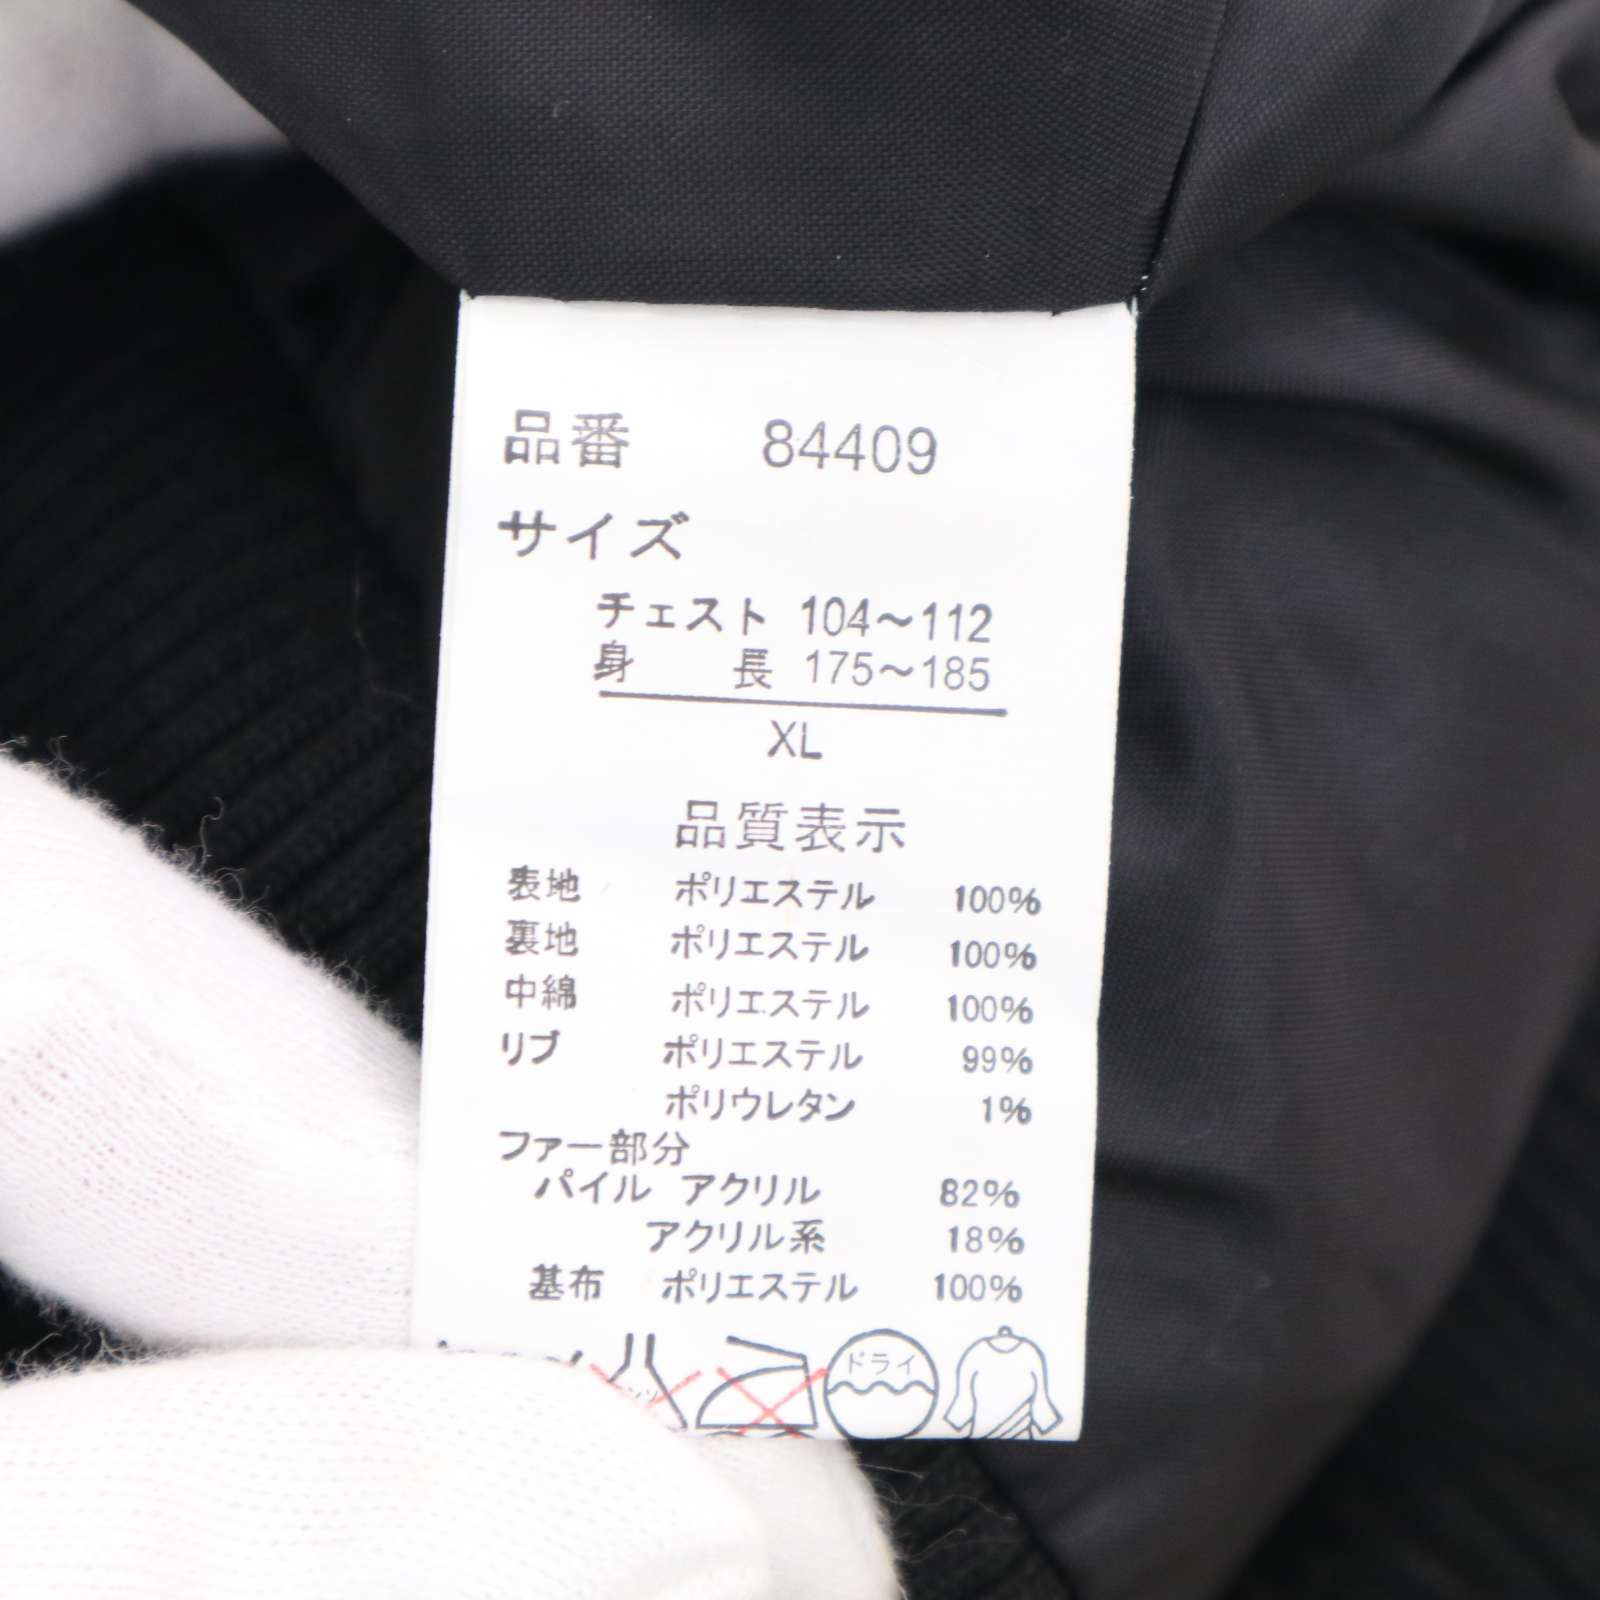 品番 84409
サイズ
チェスト 104～112
身長 175～185
XL
品質表示
表地 ポリエステル 100%
裏地 ポリエステル 100%
中綿 ポリエステル 100%
リブ ポリエステル 99%
ポリウレタン 1%
ファー部分
パイル アクリル 82%
アクリル系 18%
基布 ポリエステル 100%
ドライ